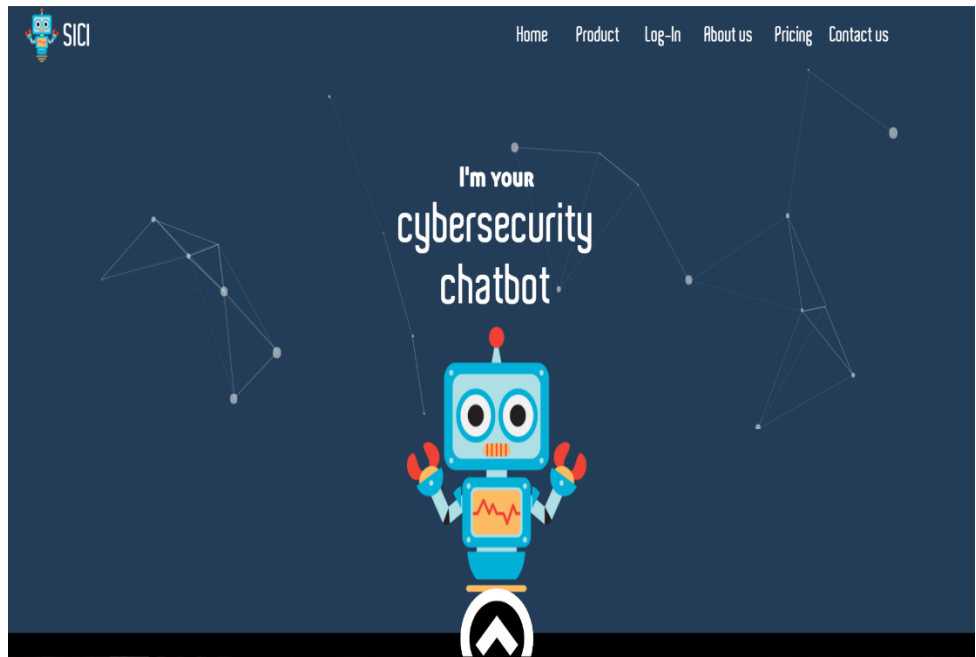 SICI
Home Product Log-In About us Pricing Contact us
I'm YOUR
cybersecurity
chatbot